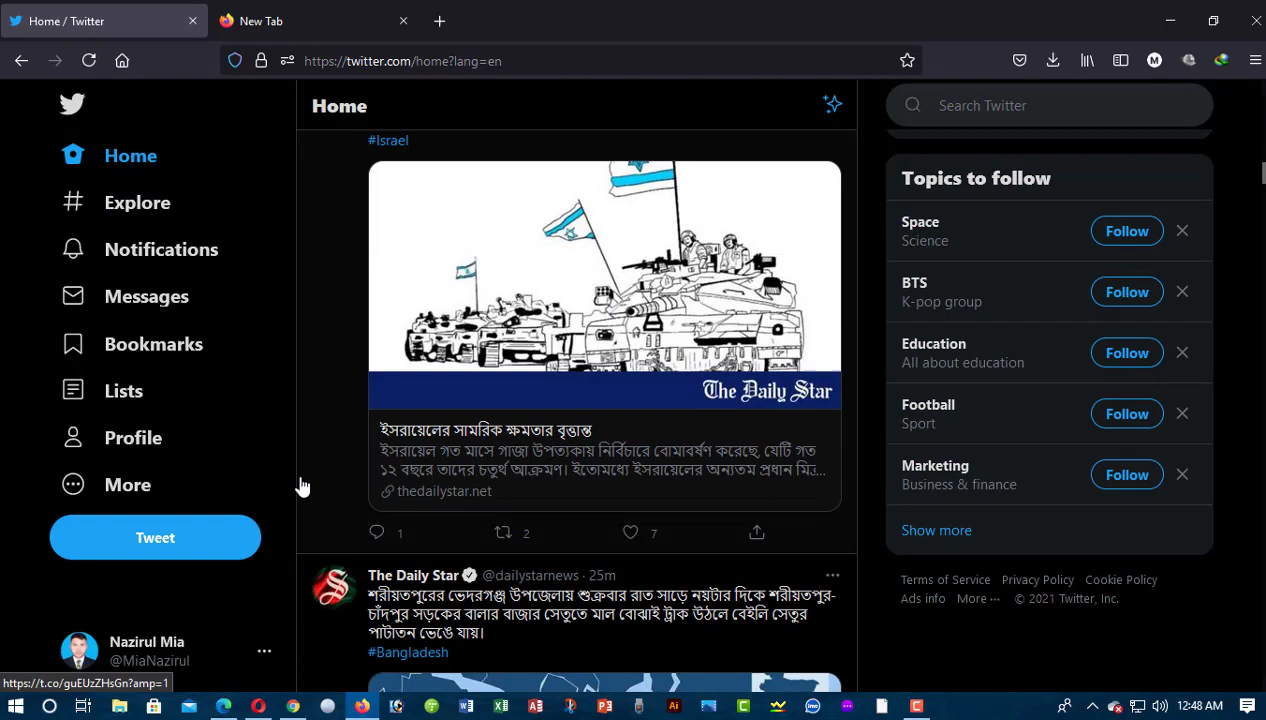 Home / Twitter
New Tab
https://twitter.com/home?lang=en
Home
Search Twitter
Home
Explore
Notifications
Messages
Bookmarks
Lists
Profile
More
Tweet
Nazirul Mia
@MiaNazirul
#Israel
The Daily Star
ইসরায়েলের সামরিক ক্ষমতার বৃত্তান্ত
ইসরায়েল গত মাসে গাজা উপত্যকায় নির্বিচারে বোমাবর্ষণ করেছে, যেটি গত
১২ বছরে তাদের চতুর্থ আক্রমণ। ইতোমধ্যে ইসরায়েলের অন্যতম প্রধান মিত্র...
thedailystar.net
1 2 7
The Daily Star @dailystarnews · 25m
শরীয়তপুরের ভেদরগঞ্জ উপজেলায় শুক্রবার রাত সাড়ে নয়টার দিকে শরীয়তপুর-
চাঁদপুর সড়কের বালার বাজার সেতুতে মাল বোঝাই ট্রাক উঠলে বেইলি সেতুর
পাটাতন ভেঙে যায়।
#Bangladesh
Topics to follow
Space
Science
Follow
BTS
K-pop group
Follow
Education
All about education
Follow
Football
Sport
Follow
Marketing
Business & finance
Follow
Show more
Terms of Service Privacy Policy Cookie Policy
Ads info More ··· © 2021 Twitter, Inc.
https://t.co/guEUzZHsGn?amp=1
12:48 AM